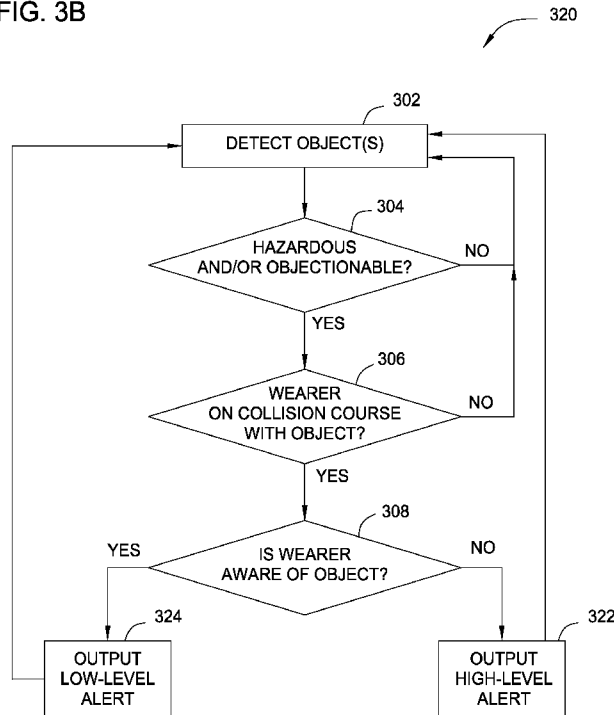 FIG. 3B
320
302
DETECT OBJECT(S)
304
HAZARDOUS
AND/OR OBJECTIONABLE?
NO
YES
306
WEARER
ON COLLISION COURSE
WITH OBJECT?
NO
YES
308
YES
IS WEARER
AWARE OF OBJECT?
NO
324
OUTPUT
LOW-LEVEL
ALERT
322
OUTPUT
HIGH-LEVEL
ALERT